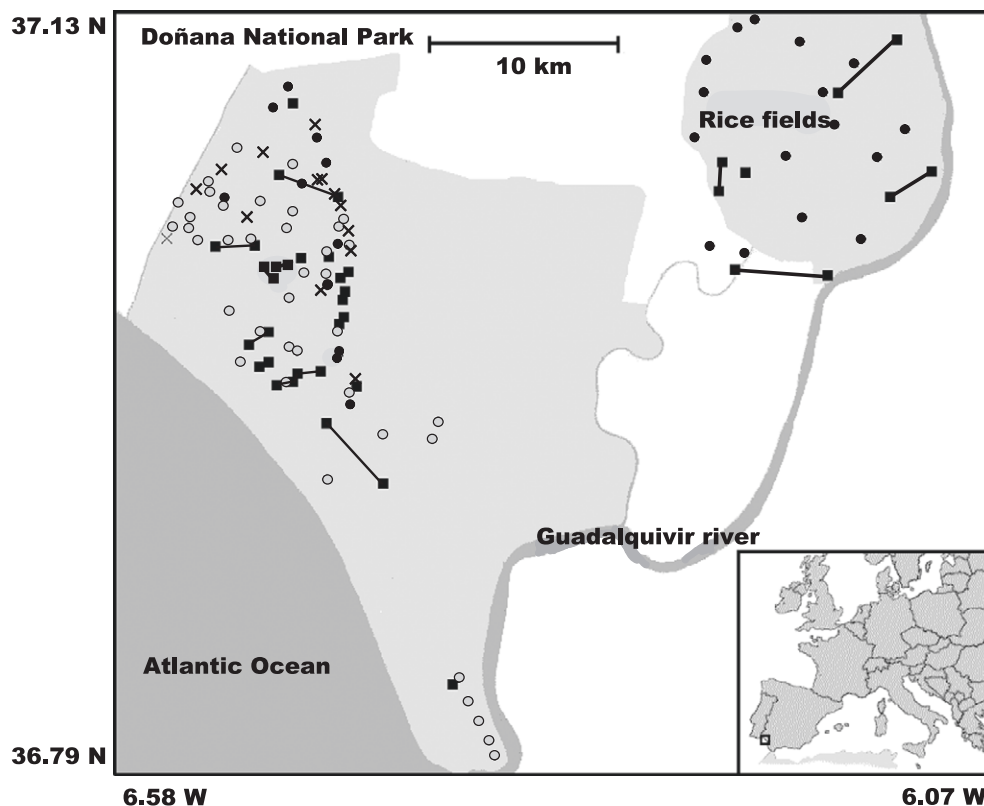 37.13 N
Doñana National Park
10 km
Rice fields
Guadalquivir river
Atlantic Ocean
36.79 N
6.58 W
6.07 W